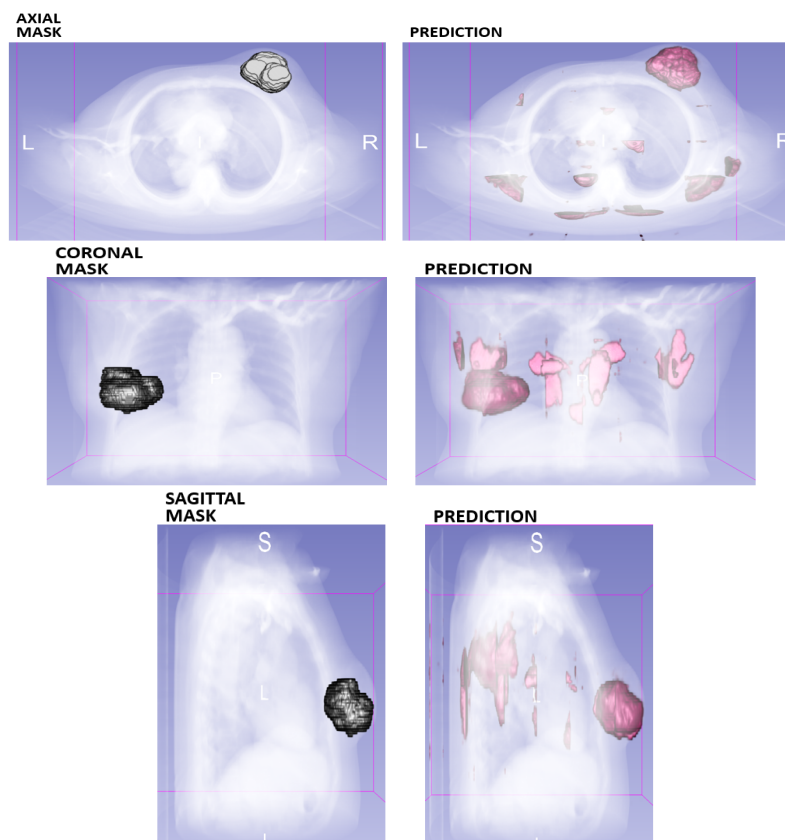 AXIAL
MASK
PREDICTION
L
R
L
R
CORONAL
MASK
PREDICTION
P
SAGITTAL
MASK
PREDICTION
S
S
L
L